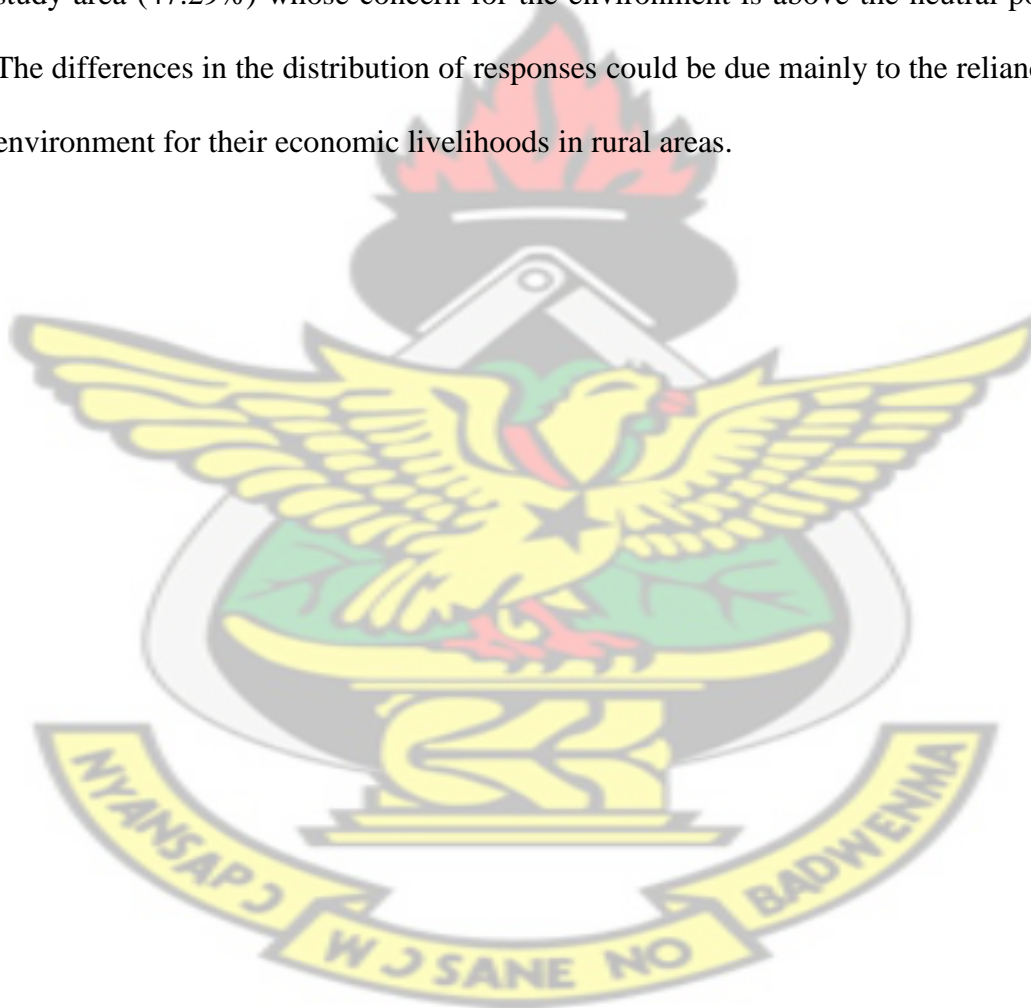 study area (47.29%) whose concern for the environment is above the neutral po
The differences in the distribution of responses could be due mainly to the relianc
environment for their economic livelihoods in rural areas.
NYANSAPƆ
WƆSANE NO
BADWENMA